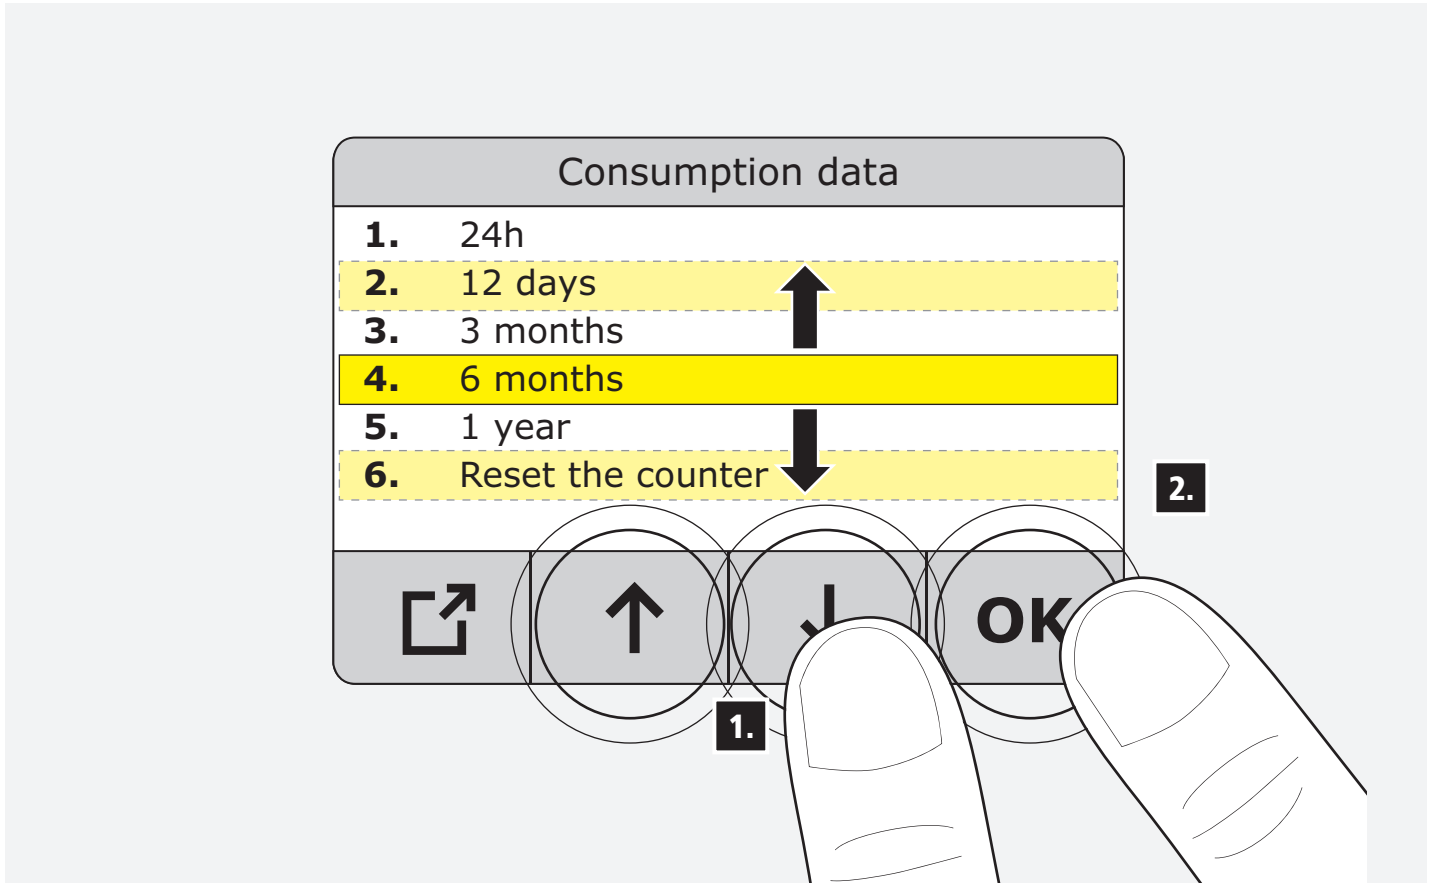 Consumption data
1. 24h
2. 12 days
3. 3 months
4. 6 months
5. 1 year
6. Reset the counter
2.
OK
1.